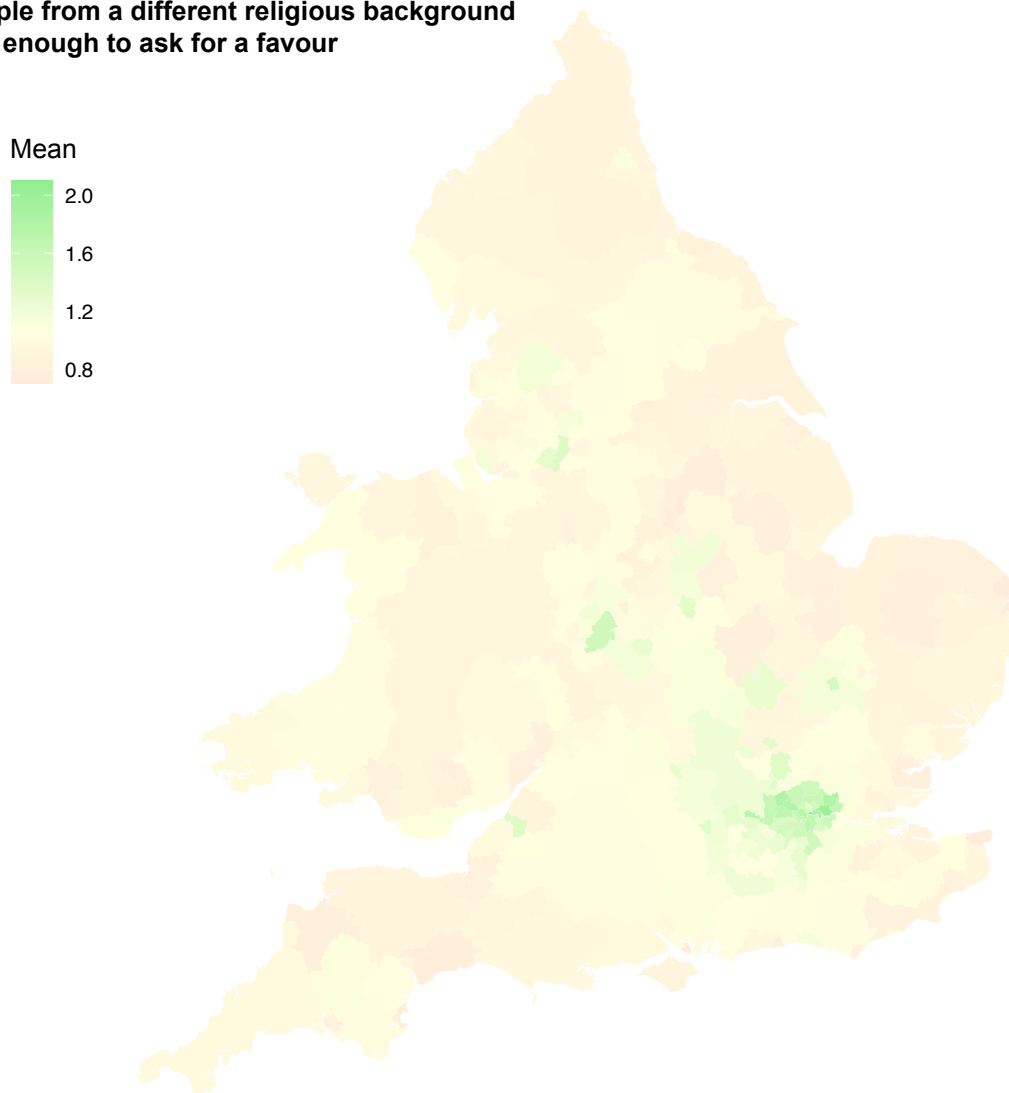 ple from a different religious background
enough to ask for a favour
Mean
2.0
1.6
1.2
0.8